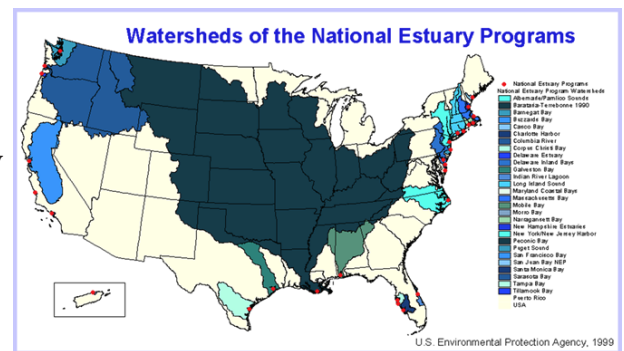 Watersheds of the National Estuary Programs
National Estuary Programs
National Estuary Program Watersheds
Albemarle/Pamlico Sounds
Barataria-Terrebonne 1990
Barnegat Bay
Buzzards Bay
Casco Bay
Charlotte Harbor
Columbia River
Corpus Christi Bay
Delaware Estuary
Delaware Inland Bays
Galveston Bay
Indian River Lagoon
Long Island Sound
Maryland Coastal Bays
Massachusetts Bay
Mobile Bay
Morro Bay
Narragansett Bay
New Hampshire Estuaries
New York/New Jersey Harbor
Peconic Bay
Puget Sound
San Francisco Bay
San Juan Bay NEP
Santa Monica Bay
Sarasota Bay
Tampa Bay
Tillamook Bay
Puerto Rico
USA
U.S. Environmental Protection Agency, 1999